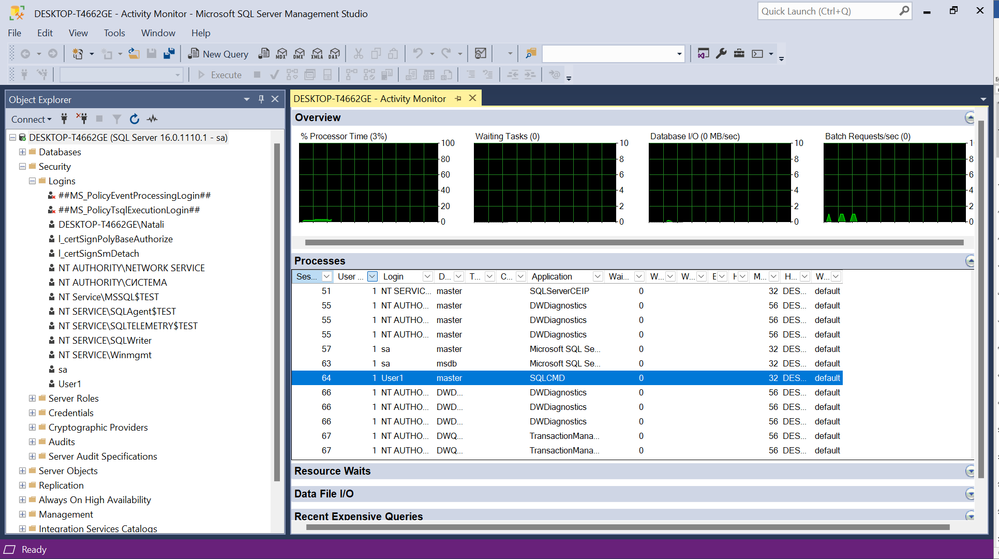 DESKTOP-T4662GE - Activity Monitor - Microsoft SQL Server Management Studio
Quick Launch (Ctrl+Q)
File Edit View Tools Window Help
New Query MDX DMX XMLA DAX
Execute
Object Explorer
Connect
DESKTOP-T4662GE (SQL Server 16.0.1110.1 - sa)
Databases
Security
Logins
##MS_PolicyEventProcessingLogin##
##MS_PolicyTsqlExecutionLogin##
DESKTOP-T4662GE\Natali
l_certSignPolyBaseAuthorize
l_certSignSmDetach
NT AUTHORITY\NETWORK SERVICE
NT AUTHORITY\СИСТЕМА
NT Service\MSSQL$TEST
NT SERVICE\SQLAgent$TEST
NT SERVICE\SQLTELEMETRY$TEST
NT SERVICE\SQLWriter
NT SERVICE\Winmgmt
sa
User1
Server Roles
Credentials
Cryptographic Providers
Audits
Server Audit Specifications
Server Objects
Replication
Always On High Availability
Management
Integration Services Catalogs
DESKTOP-T4662GE - Activity Monitor
Overview
% Processor Time (3%)
100
80
60
40
20
0
Waiting Tasks (0)
10
8
6
4
2
0
Database I/O (0 MB/sec)
10
8
6
4
2
0
Batch Requests/sec (0)
8
6
4
2
0
Processes
Ses... User ... Login D... T... C... Application Wai... W... W... E H M... H... W...
51 1 NT SERVIC... master SQLServerCEIP 0 32 DES... default
55 1 NT AUTHO... master DWDiagnostics 0 56 DES... default
55 1 NT AUTHO... master DWDiagnostics 0 56 DES... default
55 1 NT AUTHO... master DWDiagnostics 0 56 DES... default
57 1 sa master Microsoft SQL Se... 0 32 DES... default
63 1 sa msdb Microsoft SQL Se... 0 32 DES... default
64 1 User1 master SQLCMD 0 32 DES... default
66 1 NT AUTHO... DWD... DWDiagnostics 0 56 DES... default
66 1 NT AUTHO... DWD... DWDiagnostics 0 56 DES... default
66 1 NT AUTHO... DWD... DWDiagnostics 0 56 DES... default
67 1 NT AUTHO... DWQ... TransactionMana... 0 56 DES... default
67 1 NT AUTHO... DWQ... TransactionMana... 0 56 DES... default
Resource Waits
Data File I/O
Recent Expensive Queries
Ready